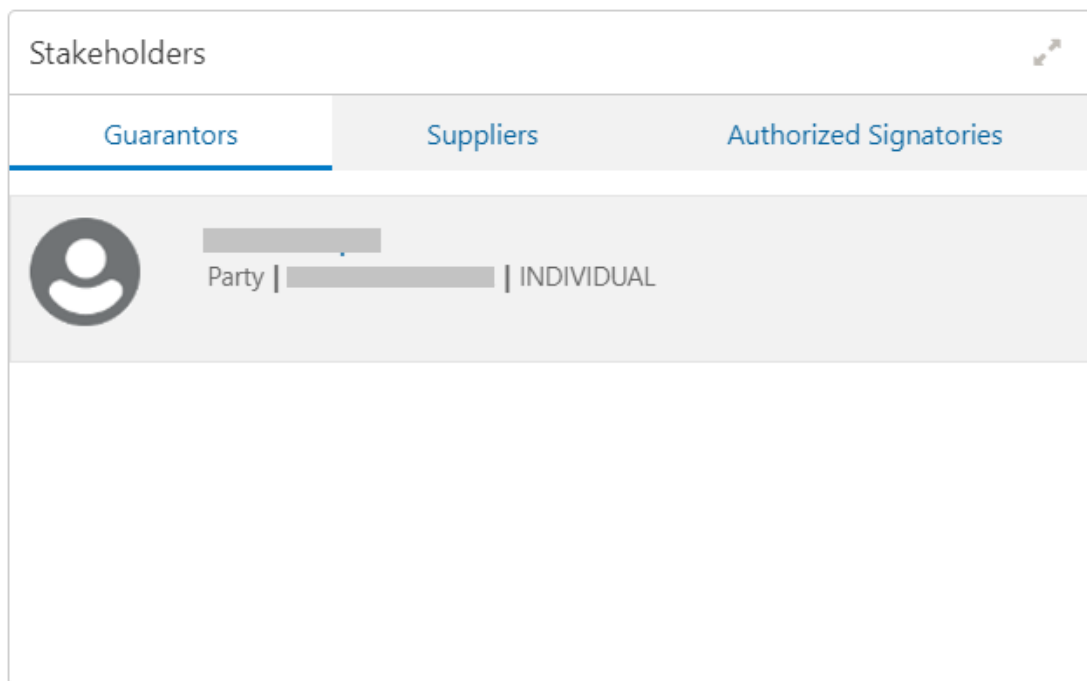 Stakeholders
Guarantors Suppliers Authorized Signatories
Party | | INDIVIDUAL